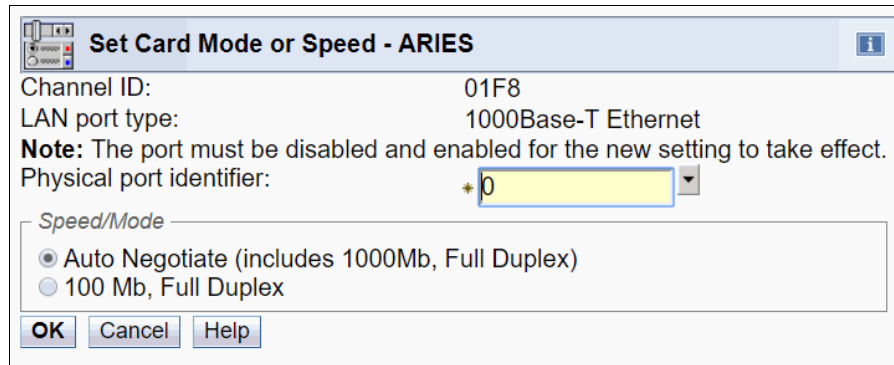 Set Card Mode or Speed - ARIES
Channel ID: 01F8
LAN port type: 1000Base-T Ethernet
Note: The port must be disabled and enabled for the new setting to take effect.
Physical port identifier: * 0
Speed/Mode
Auto Negotiate (includes 1000Mb, Full Duplex)
100 Mb, Full Duplex
OK Cancel Help